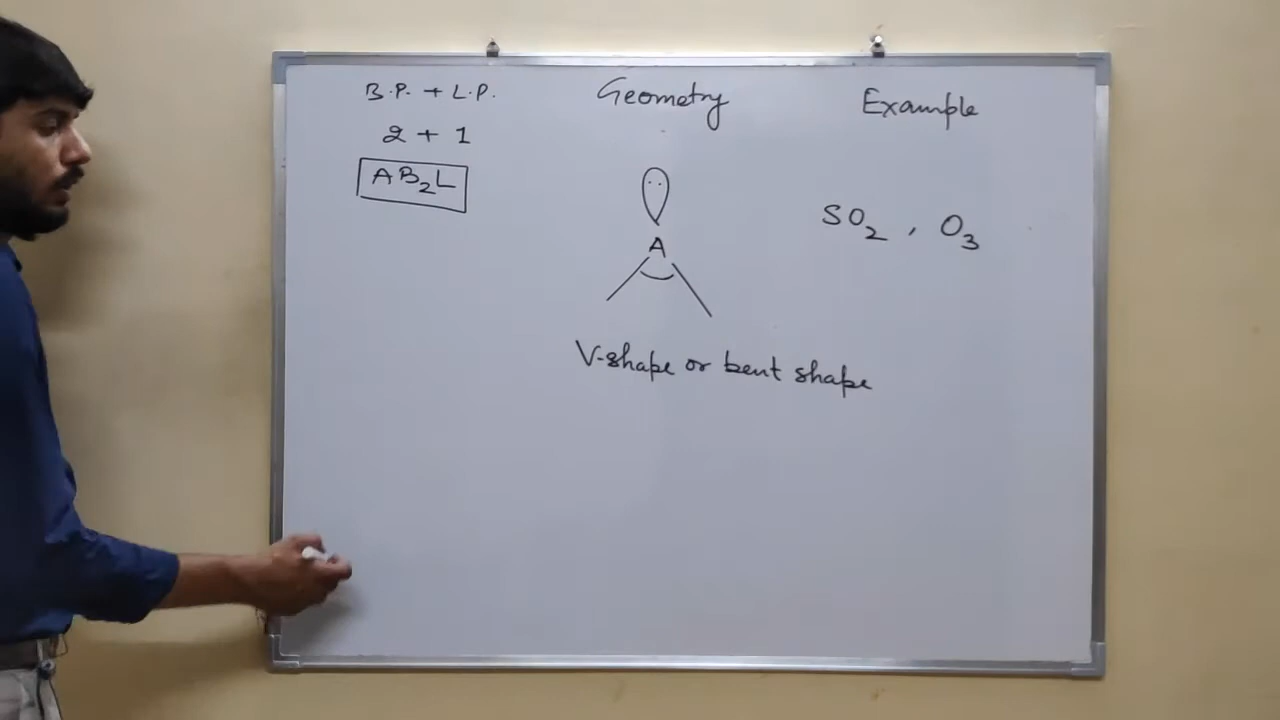 B.P. + L.P. Geometry Example
2 + 1
AB₂L
SO₂ , O₃
A
V-shape or bent shape